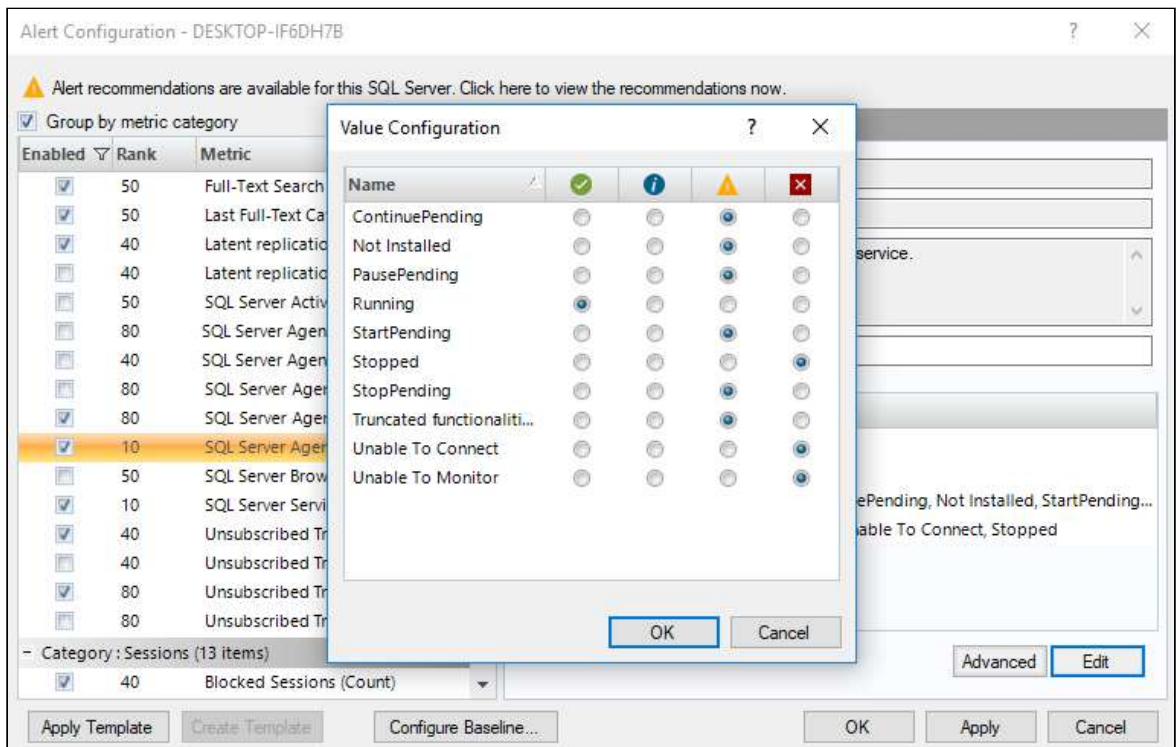 Alert Configuration - DESKTOP-IF6DH7B
Alert recommendations are available for this SQL Server. Click here to view the recommendations now.
Group by metric category
Enabled Rank Metric
50 Full-Text Search
50 Last Full-Text Ca
40 Latent replicatio
40 Latent replicatio
50 SQL Server Activ
80 SQL Server Agen
40 SQL Server Agen
80 SQL Server Ager
80 SQL Server Ager
10 SQL Server Ager
50 SQL Server Brow
10 SQL Server Servi
40 Unsubscribed Tr
40 Unsubscribed Tr
80 Unsubscribed Tr
80 Unsubscribed Tr
- Category : Sessions (13 items)
40 Blocked Sessions (Count)
Value Configuration
Name
ContinuePending
Not Installed
PausePending
Running
StartPending
Stopped
StopPending
Truncated functionaliti...
Unable To Connect
Unable To Monitor
OK Cancel
service.
ePending, Not Installed, StartPending...
able To Connect, Stopped
Advanced Edit
Apply Template Create Template Configure Baseline... OK Apply Cancel